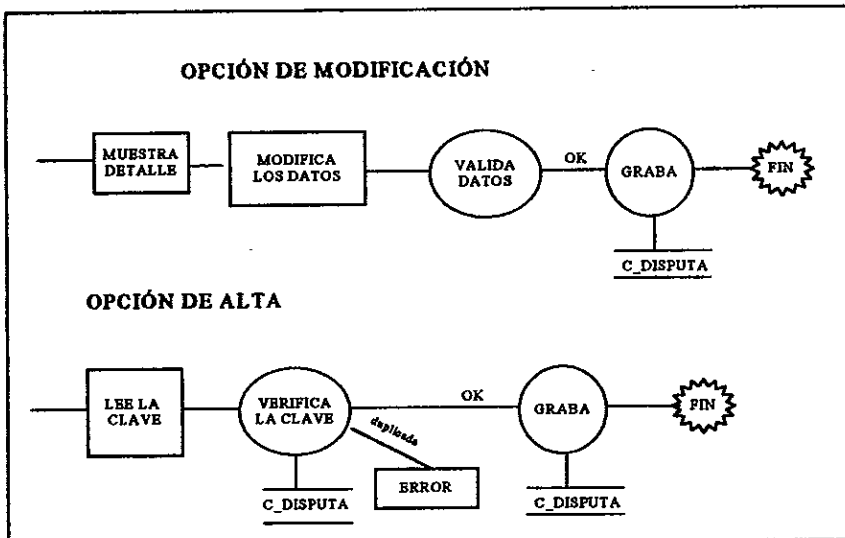 OPCIÓN DE MODIFICACIÓN
MUESTRA
DETALLE
MODIFICA
LOS DATOS
VALIDA
DATOS
OK
GRABA
FIN
C_DISPUTA
OPCIÓN DE ALTA
LEE LA
CLAVE
VERIFICA
LA CLAVE
OK
duplicada
GRABA
FIN
C_DISPUTA
ERROR
C_DISPUTA